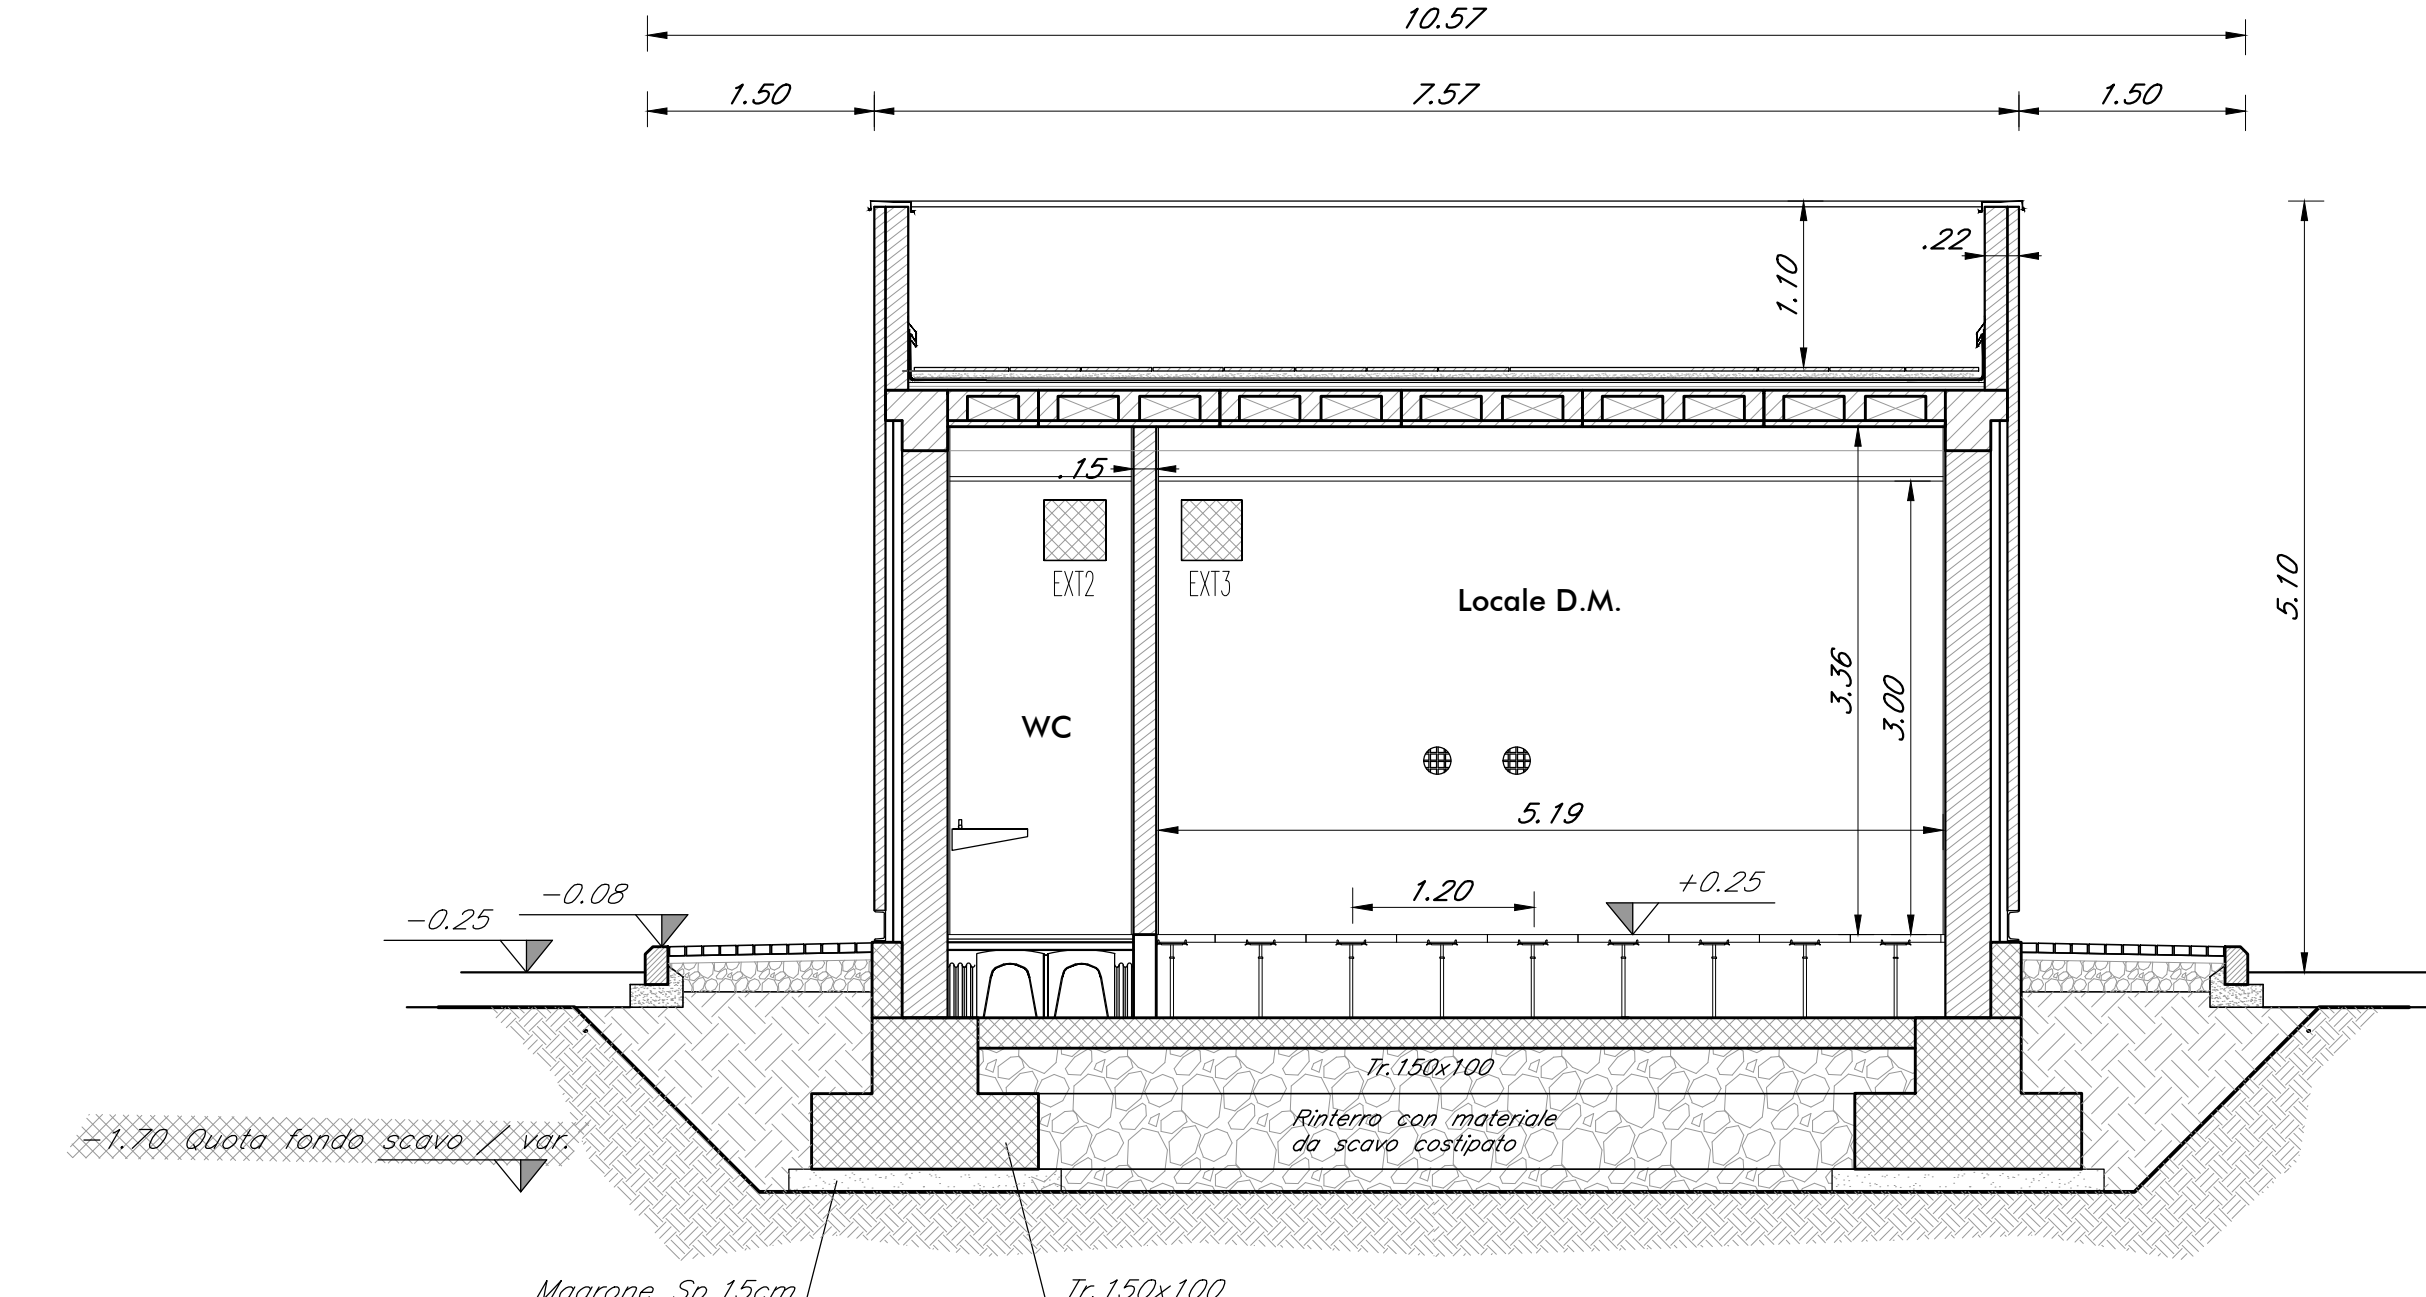 10.57
1.50
7.57
1.50
.22
1.10
.15
EXT2
EXT3
Locale D.M.
5.10
3.36
3.00
WC
5.19
-0.08
-0.25
1.20
+0.25
Tr.150x100
Rinterro con materiale
da scavo costipato
-1.70 Quota fondo scavo / var.
Magrone Sp.15cm
Tr.150x100